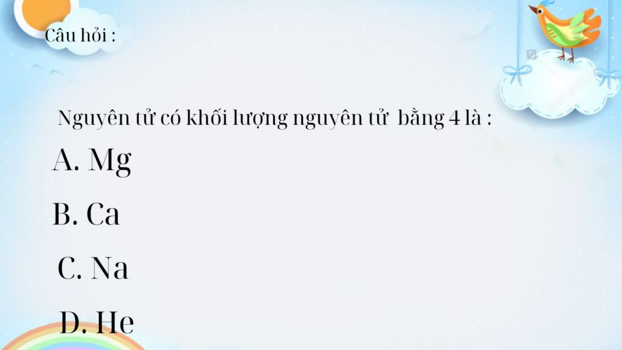 Câu hỏi :
Nguyên tử có khối lượng nguyên tử bằng 4 là :
A. Mg
B. Ca
C. Na
D. He